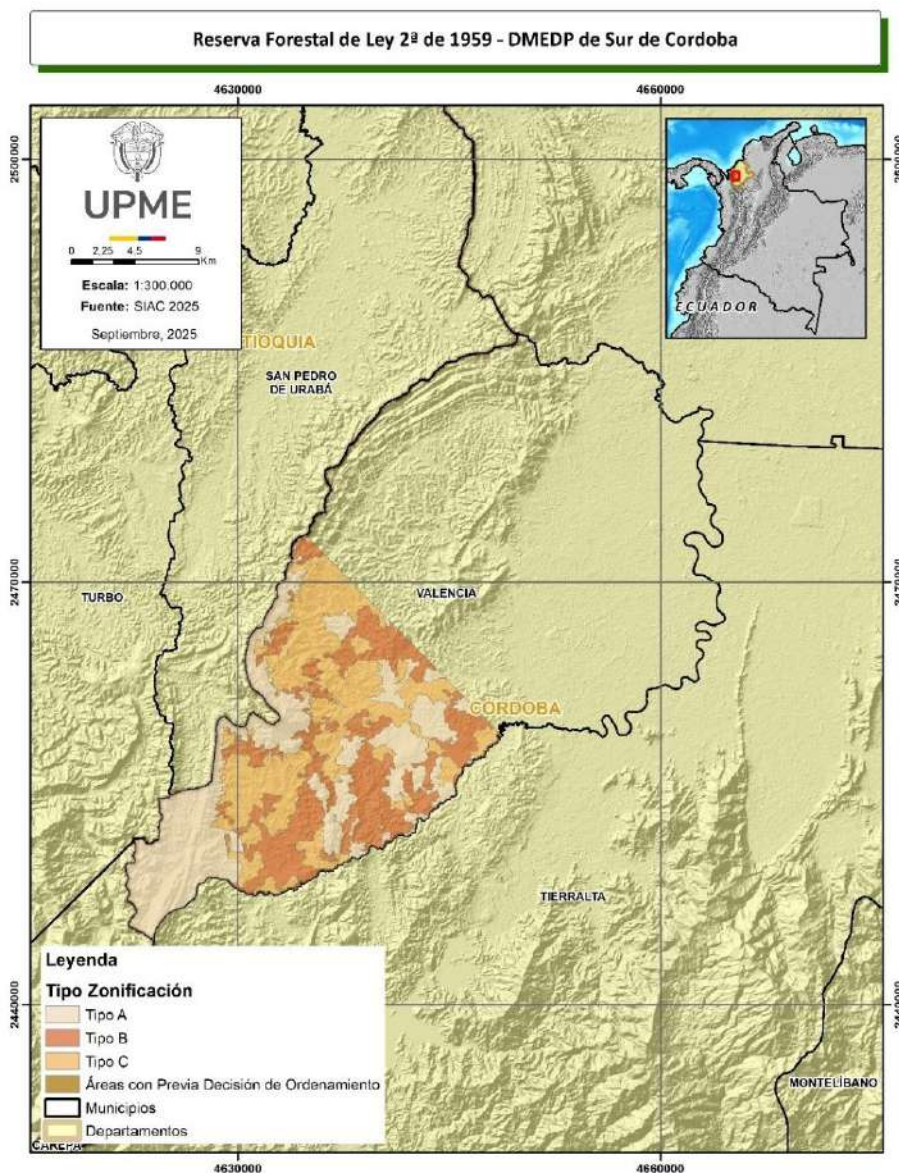 Reserva Forestal de Ley 2ª de 1959 - DMEDP de Sur de Cordoba
4630000
4660000
2500000
UPME
0 2,25 4,5 9
Km
Escala: 1:300.000
Fuente: SIAC 2025
Septiembre, 2025
ECUADOR
2500000
TIOQUIA
SAN PEDRO
DE URABÁ
2470000
TURBO
VALENCIA
2470000
CORDOBA
TIERRALTA
Leyenda
Tipo Zonificación
Tipo A
Tipo B
Tipo C
Áreas con Previa Decisión de Ordenamiento
Municipios
Departamentos
2440000
2440000
MONTELÍBANO
CAREPA
4630000
4660000